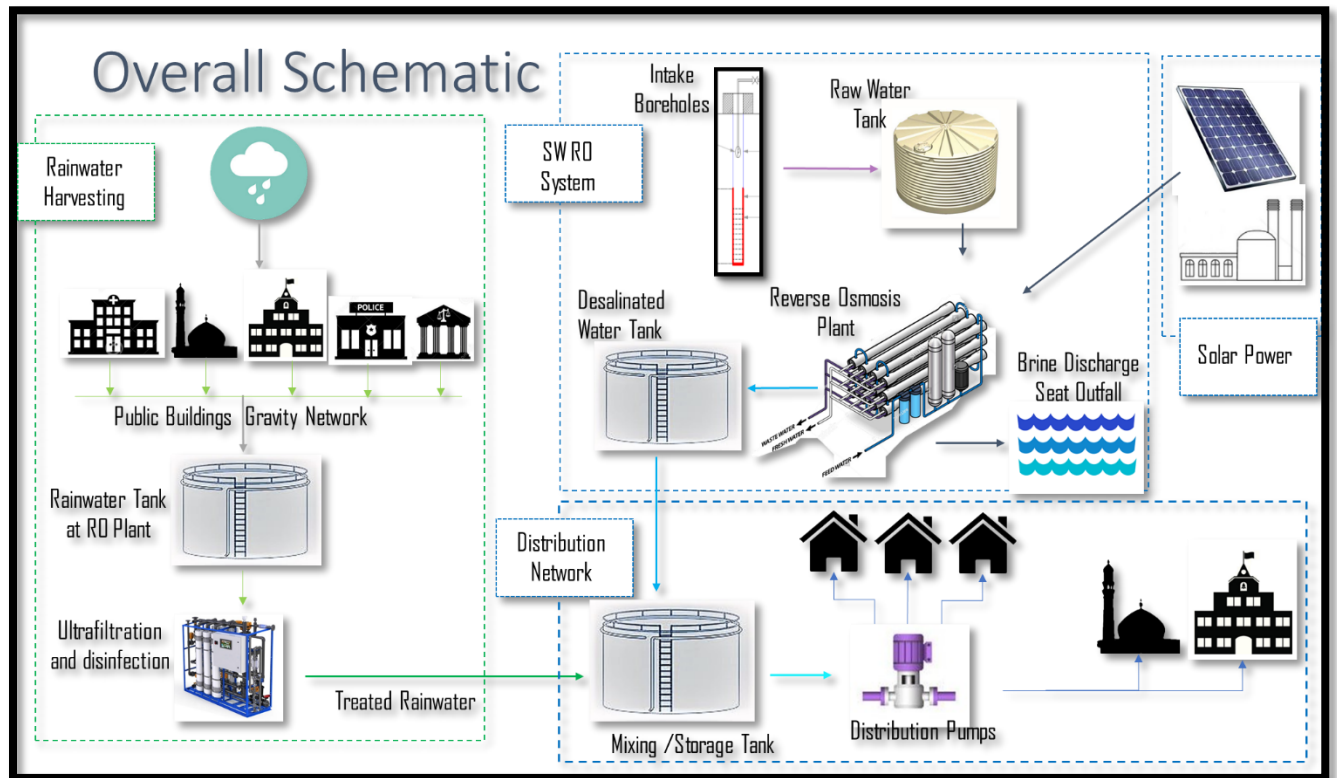 Overall Schematic
Rainwater
Harvesting
Public Buildings Gravity Network
Rainwater Tank
at RO Plant
Ultrafiltration
and disinfection
Treated Rainwater
SWRO
System
Intake
Boreholes
Raw Water
Tank
Desalinated
Water Tank
Reverse Osmosis
Plant
WASTE WATER
FRESH WATER
FEED WATER
Brine Discharge
Seat Outfall
Solar Power
POLICE
Distribution
Network
Mixing /Storage Tank
Distribution Pumps